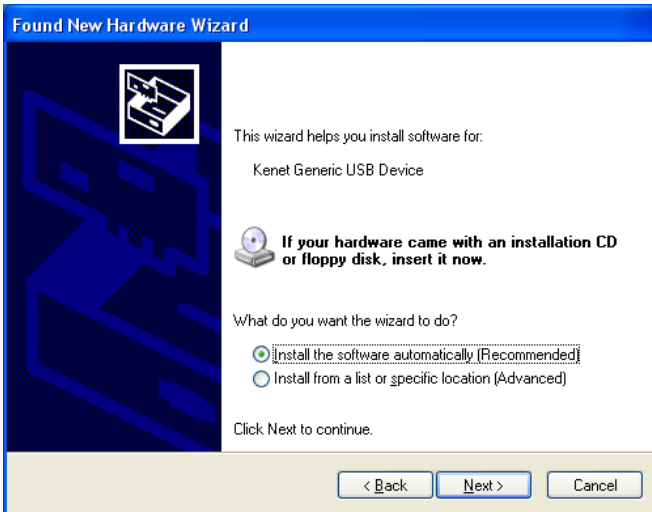 Found New Hardware Wizard
This wizard helps you install software for:
Kenet Generic USB Device
If your hardware came with an installation CD
or floppy disk, insert it now.
What do you want the wizard to do?
Install the software automatically (Recommended)
Install from a list or specific location (Advanced)
Click Next to continue.
< Back
Next >
Cancel